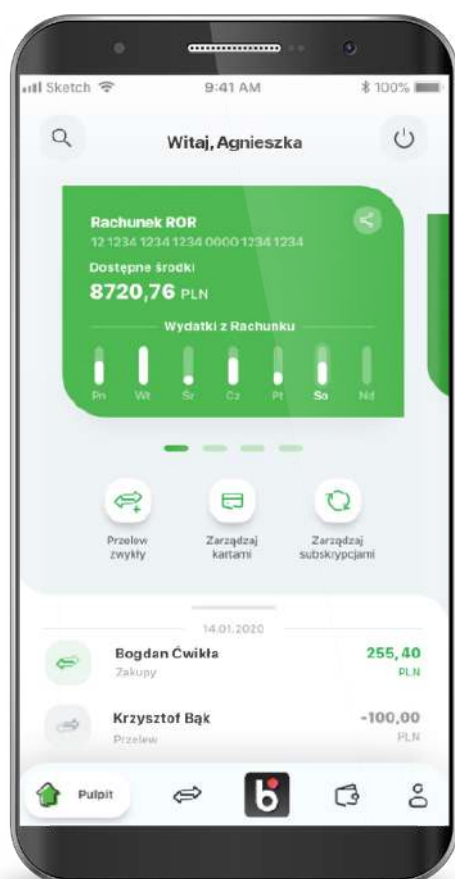 Sketch 9:41 AM 100%
Witaj, Agnieszka
Rachunek ROR
12 1234 1234 1234 0000 1234 1234
Dostępne środki
8720,76 PLN
Wydatki z Rachunku
Pn Wt Śr Cz Pt So Nd
Przelew zwykły
Zarządzaj kartami
Zarządzaj subskrypcjami
14.01.2020
Bogdan Ćwikła 255,40
Zakupy PLN
Krzysztof Bąk -100,00
Przelew PLN
Pulpit b